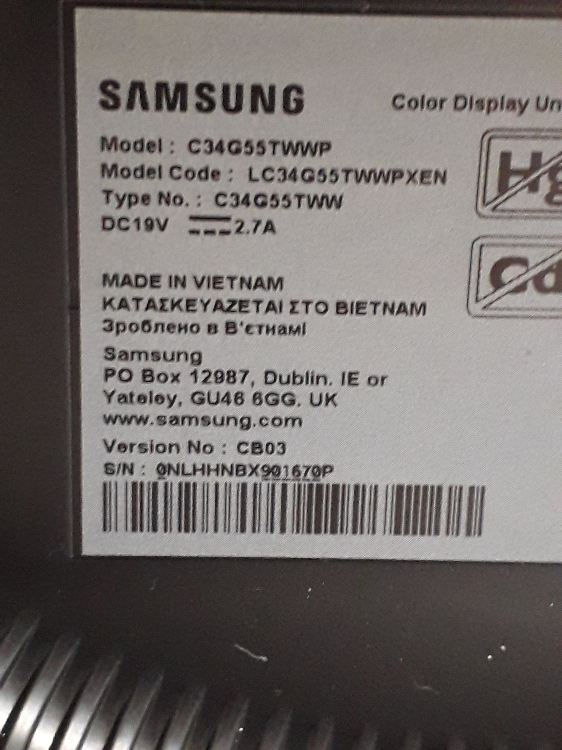 SAMSUNG
Color Display Un
Model : C34G55TWWP
Model Code : LC34G55TWWPXEN
Type No. : C34G55TWW
DC19V ⎓ 2.7A
Hg
Cd
MADE IN VIETNAM
ΚΑΤΑΣΚΕΥΑΖΕΤΑΙ ΣΤΟ ΒΙΕΤΝΑΜ
Зроблено в В'єтнамі
Samsung
PO Box 12987, Dublin. IE or
Yateley, GU46 6GG. UK
www.samsung.com
Version No : CB03
S/N : 0NLHHNBX901670P